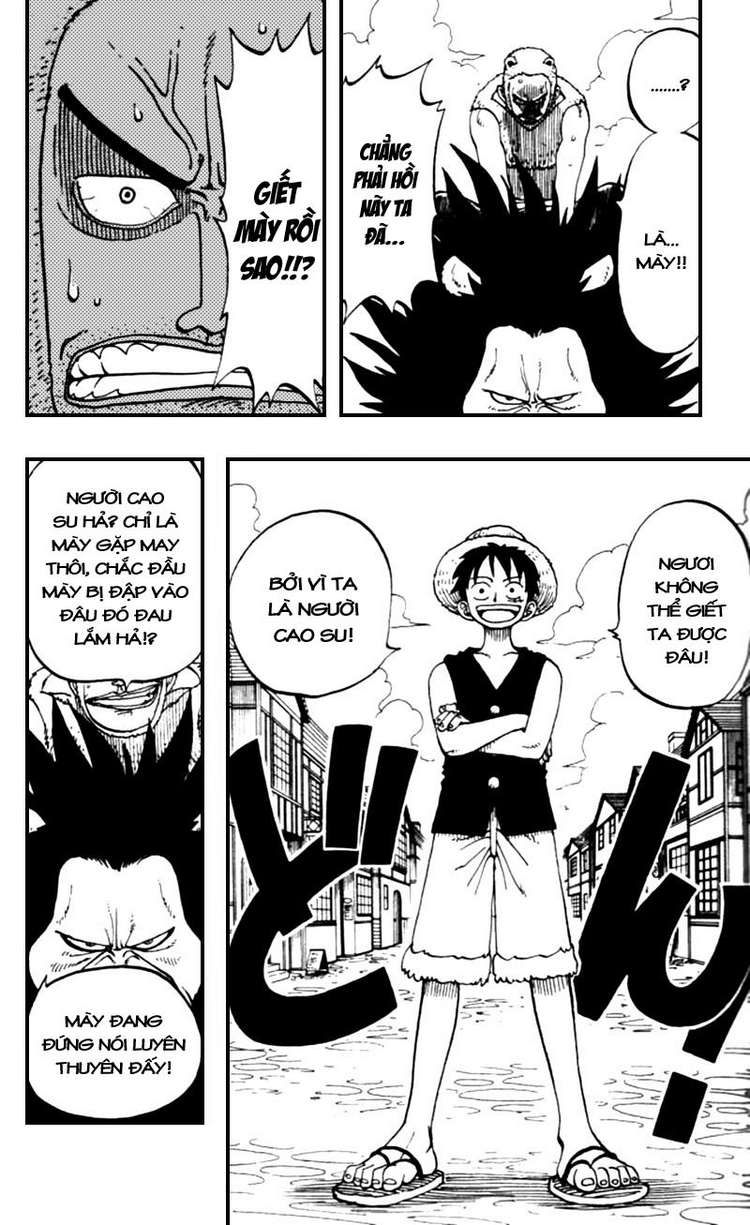 ........?
LÀ...
MÀY!!
CHẲNG
PHẢI HỒI
NÃY TA
ĐÃ...
GIẾT
MÀY RỒI
SAO!!?
NGƯƠI
KHÔNG
THỂ GIẾT
TA ĐƯỢC
ĐÂU!
BỞI VÌ TA
LÀ NGƯỜI
CAO SU!
どん!
NGƯỜI CAO
SU HẢ? CHỈ LÀ
MÀY GẶP MAY
THÔI, CHẮC ĐẦU
MÀY BỊ ĐẬP VÀO
ĐÂU ĐÓ ĐAU
LẮM HẢ!?
MÀY ĐANG
ĐỨNG NÓI LUYÊN
THUYÊN ĐẤY!